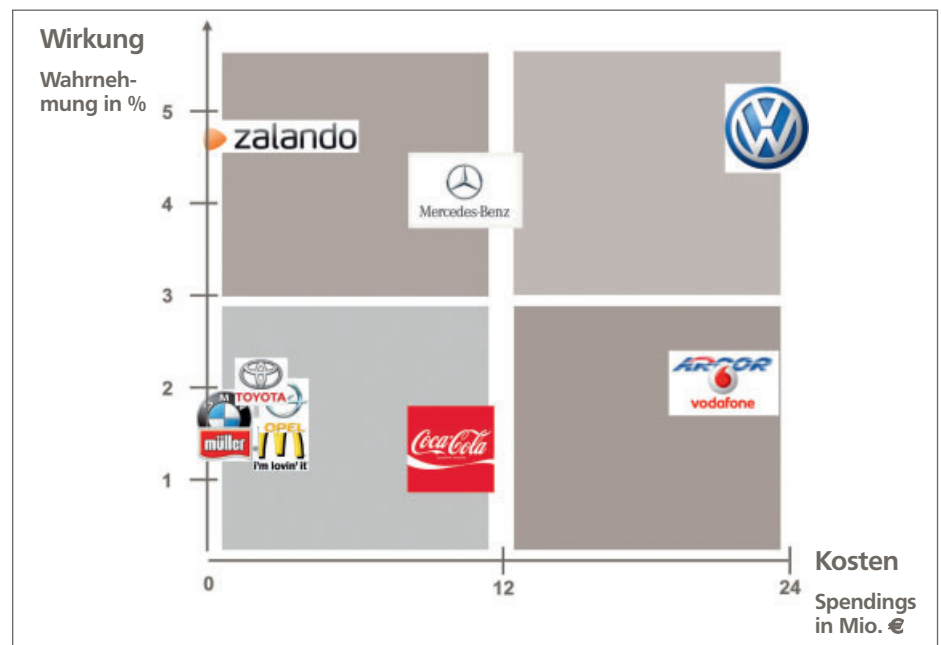 Wirkung
Wahrneh-
mung in %
5
zalando
4
Mercedes-Benz
3
2
TOYOTA
ARCOR
vodafone
M
OPEL
müller
i'm lovin' it
Coca-Cola
1
0
12
24
Kosten
Spendings
in Mio. €